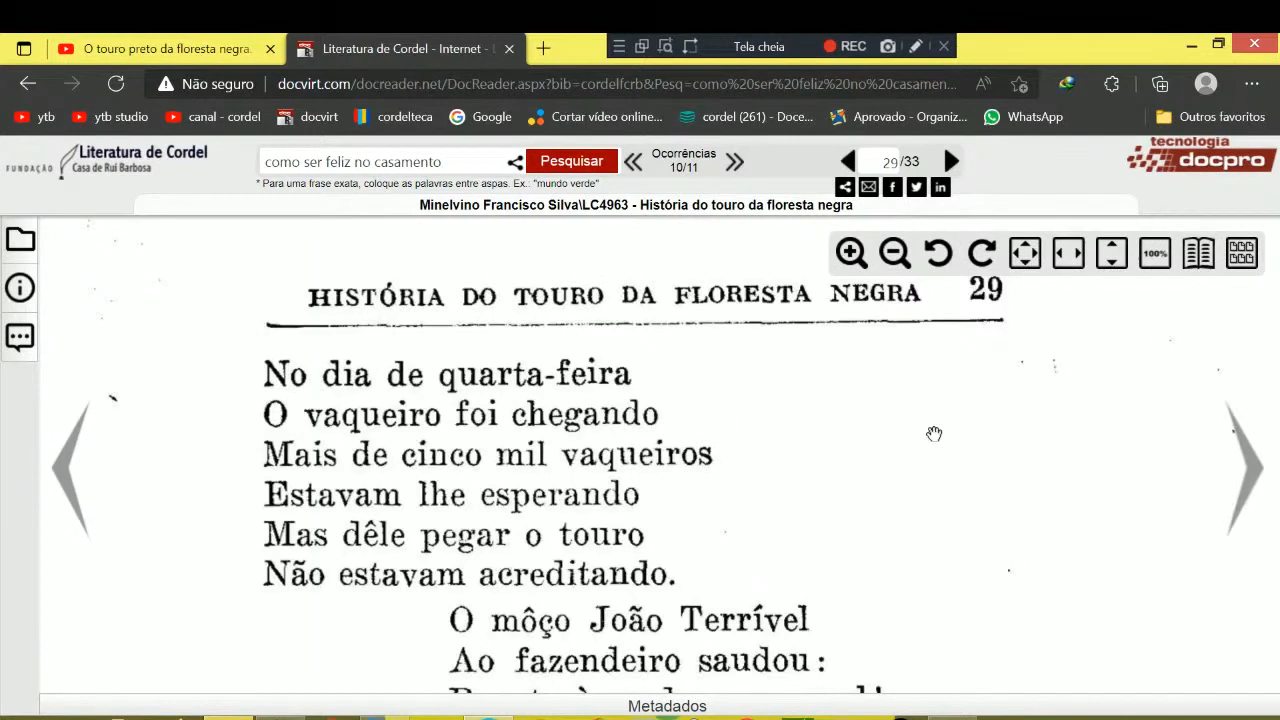 O touro preto da floresta negra.
Literatura de Cordel - Internet - L
Tela cheia
REC
Não seguro
docvirt.com/docreader.net/DocReader.aspx?bib=cordelfcrb&Pesq=como%20ser%20feliz%20no%20casamen...
ytb
ytb studio
canal - cordel
docvirt
cordelteca
Google
Cortar vídeo online...
cordel (261) - Doce...
Aprovado - Organiz...
WhatsApp
Outros favoritos
FUNDAÇÃO
Literatura de Cordel
Casa de Rui Barbosa
como ser feliz no casamento
Pesquisar
Ocorrências
10/11
29 /33
tecnologia
docpro
* Para uma frase exata, coloque as palavras entre aspas. Ex.: "mundo verde"
Minelvino Francisco Silva\LC4963 - História do touro da floresta negra
100%
HISTÓRIA DO TOURO DA FLORESTA NEGRA 29
No dia de quarta-feira
O vaqueiro foi chegando
Mais de cinco mil vaqueiros
Estavam lhe esperando
Mas dêle pegar o touro
Não estavam acreditando.
O môço João Terrível
Ao fazendeiro saudou:
Metadados